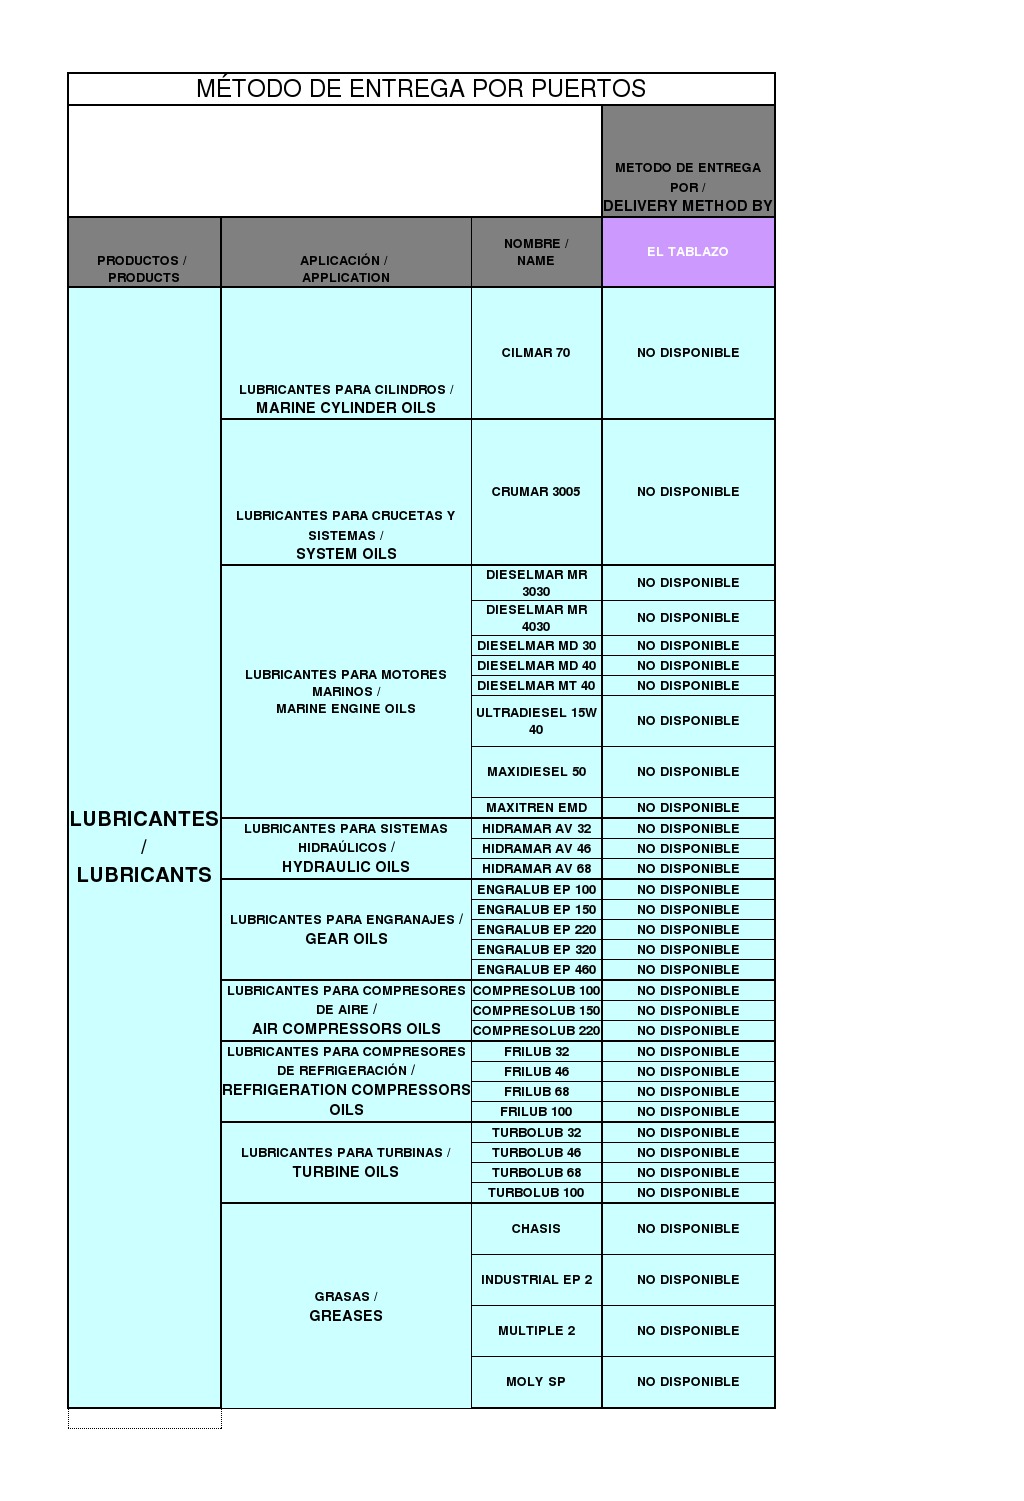 MÉTODO DE ENTREGA POR PUERTOS
METODO DE ENTREGA
POR /
DELIVERY METHOD BY
PRODUCTOS /
PRODUCTS
APLICACIÓN /
APPLICATION
NOMBRE /
NAME
EL TABLAZO
LUBRICANTES
/
LUBRICANTS
LUBRICANTES PARA CILINDROS /
MARINE CYLINDER OILS
CILMAR 70
NO DISPONIBLE
LUBRICANTES PARA CRUCETAS Y
SISTEMAS /
SYSTEM OILS
CRUMAR 3005
NO DISPONIBLE
LUBRICANTES PARA MOTORES
MARINOS /
MARINE ENGINE OILS
DIESELMAR MR
3030
NO DISPONIBLE
DIESELMAR MR
4030
NO DISPONIBLE
DIESELMAR MD 30
NO DISPONIBLE
DIESELMAR MD 40
NO DISPONIBLE
DIESELMAR MT 40
NO DISPONIBLE
ULTRADIESEL 15W
40
NO DISPONIBLE
MAXIDIESEL 50
NO DISPONIBLE
MAXITREN EMD
NO DISPONIBLE
LUBRICANTES PARA SISTEMAS
HIDRAÚLICOS /
HYDRAULIC OILS
HIDRAMAR AV 32
NO DISPONIBLE
HIDRAMAR AV 46
NO DISPONIBLE
HIDRAMAR AV 68
NO DISPONIBLE
LUBRICANTES PARA ENGRANAJES /
GEAR OILS
ENGRALUB EP 100
NO DISPONIBLE
ENGRALUB EP 150
NO DISPONIBLE
ENGRALUB EP 220
NO DISPONIBLE
ENGRALUB EP 320
NO DISPONIBLE
ENGRALUB EP 460
NO DISPONIBLE
LUBRICANTES PARA COMPRESORES
DE AIRE /
AIR COMPRESSORS OILS
COMPRESOLUB 100
NO DISPONIBLE
COMPRESOLUB 150
NO DISPONIBLE
COMPRESOLUB 220
NO DISPONIBLE
LUBRICANTES PARA COMPRESORES
DE REFRIGERACIÓN /
REFRIGERATION COMPRESSORS
OILS
FRILUB 32
NO DISPONIBLE
FRILUB 46
NO DISPONIBLE
FRILUB 68
NO DISPONIBLE
FRILUB 100
NO DISPONIBLE
LUBRICANTES PARA TURBINAS /
TURBINE OILS
TURBOLUB 32
NO DISPONIBLE
TURBOLUB 46
NO DISPONIBLE
TURBOLUB 68
NO DISPONIBLE
TURBOLUB 100
NO DISPONIBLE
GRASAS /
GREASES
CHASIS
NO DISPONIBLE
INDUSTRIAL EP 2
NO DISPONIBLE
MULTIPLE 2
NO DISPONIBLE
MOLY SP
NO DISPONIBLE